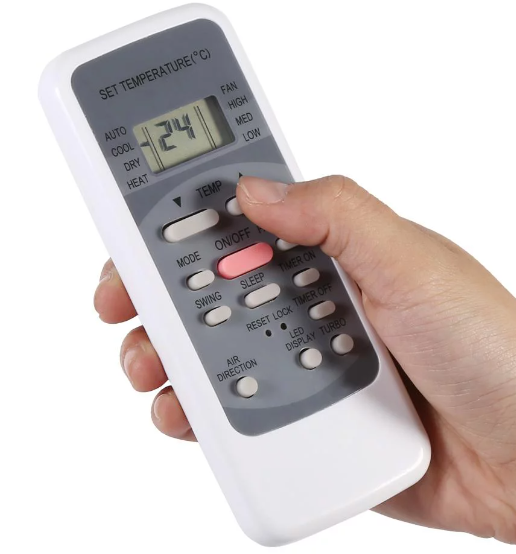 SET TEMPERATURE(°C)
AUTO
COOL
DRY
HEAT
24
FAN
HIGH
MED
LOW
▼ TEMP ▲
MODE
ON/OFF
SWING
SLEEP
TIMER ON
TIMER OFF
RESET LOCK
AIR
DIRECTION
LED
DISPLAY
TURBO